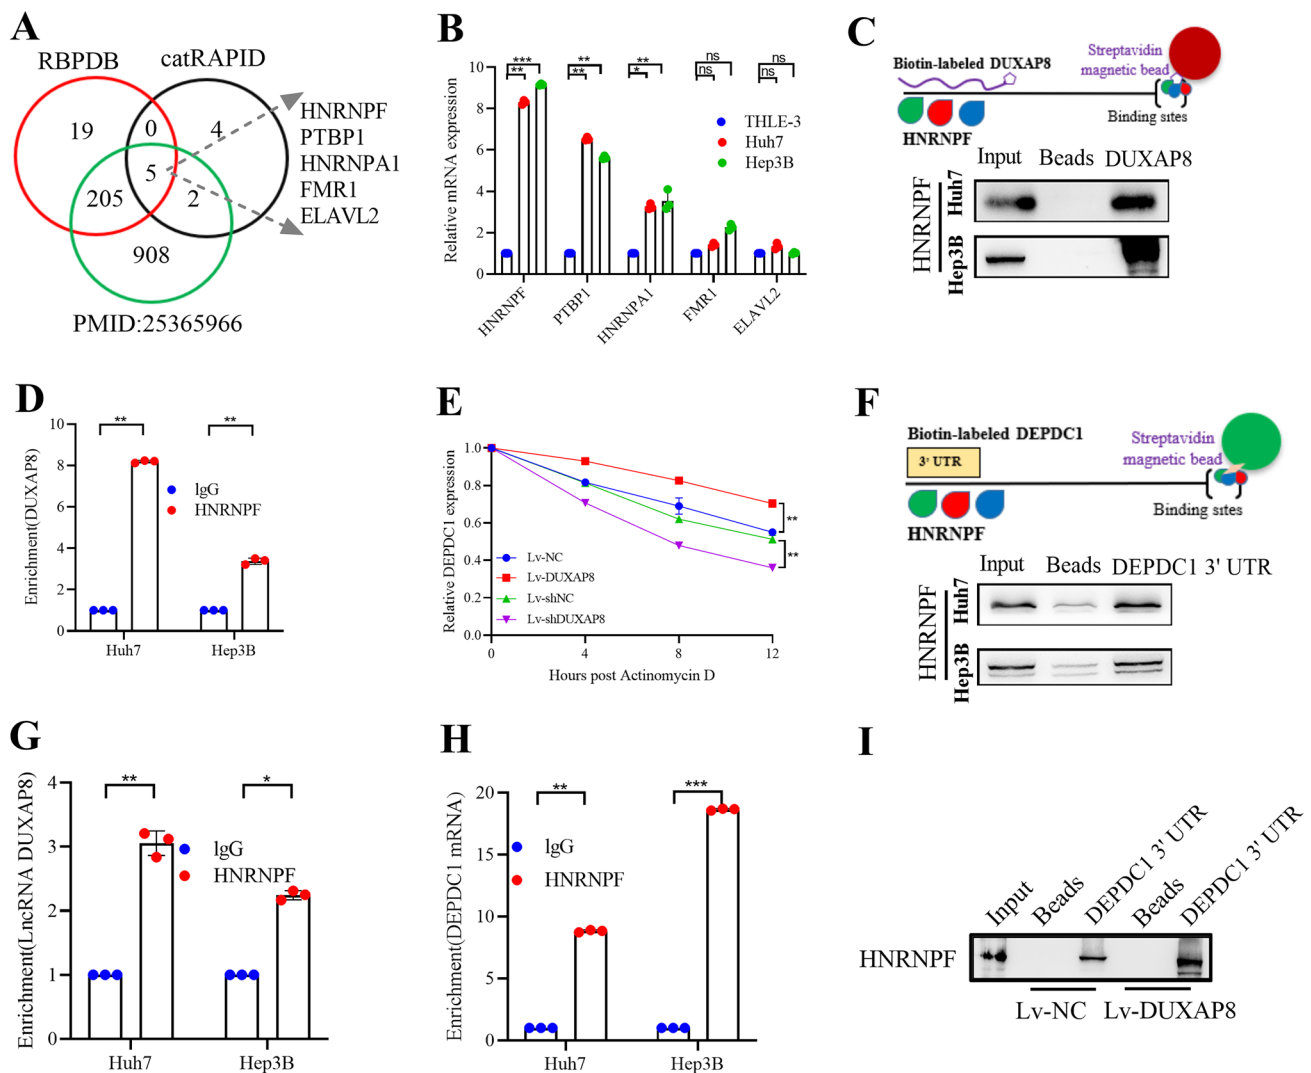 A
RBPDB
catRAPID
19
0
4
5
205
2
908
PMID:25365966
HNRNPF
PTBP1
HNRNPA1
FMR1
ELAVL2
B
Relative mRNA expression
10
8
6
4
2
0
***
**
**
**
**
*
ns
ns
ns
ns
THLE-3
Huh7
Hep3B
HNRNPF
PTBP1
HNRNPA1
FMR1
ELAVL2
C
Biotin-labeled DUXAP8
Streptavidin
magnetic bead
Binding sites
HNRNPF
Input Beads DUXAP8
HNRNPF
Huh7
Hep3B
D
Enrichment(DUXAP8)
10
8
6
4
2
0
**
**
IgG
HNRNPF
Huh7
Hep3B
E
Relative DEPDC1 expression
1.0
0.8
0.6
0.4
0.2
0.0
**
**
Lv-NC
Lv-DUXAP8
Lv-shNC
Lv-shDUXAP8
0
4
8
12
Hours post Actinomycin D
F
Biotin-labeled DEPDC1
3' UTR
Streptavidin
magnetic bead
Binding sites
HNRNPF
Input Beads DEPDC1 3' UTR
HNRNPF
Huh7
Hep3B
G
Enrichment(LncRNA DUXAP8)
4
3
2
1
0
**
*
IgG
HNRNPF
Huh7
Hep3B
H
Enrichment(DEPDC1 mRNA)
20
15
10
5
0
**
***
IgG
HNRNPF
Huh7
Hep3B
I
Input
Beads
DEPDC1 3' UTR
Beads
DEPDC1 3' UTR
HNRNPF
Lv-NC
Lv-DUXAP8